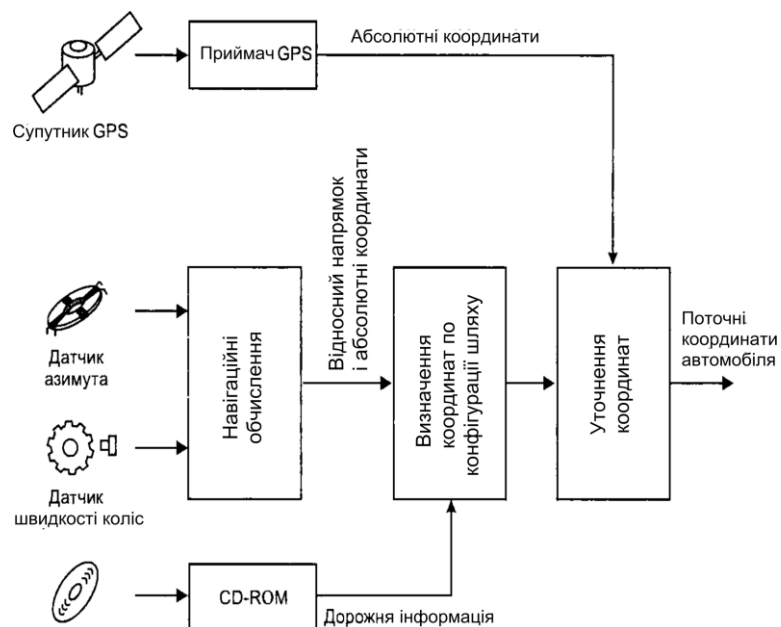 Супутник GPS
Приймач GPS
Абсолютні координати
Датчик
азимута
Датчик
швидкості коліс
Навігаційні
обчислення
Відносний напрямок
і абсолютні координати
Визначення
координат по
конфігурації шляху
Уточнення
координат
Поточні
координати
автомобіля
CD-ROM
Дорожня інформація